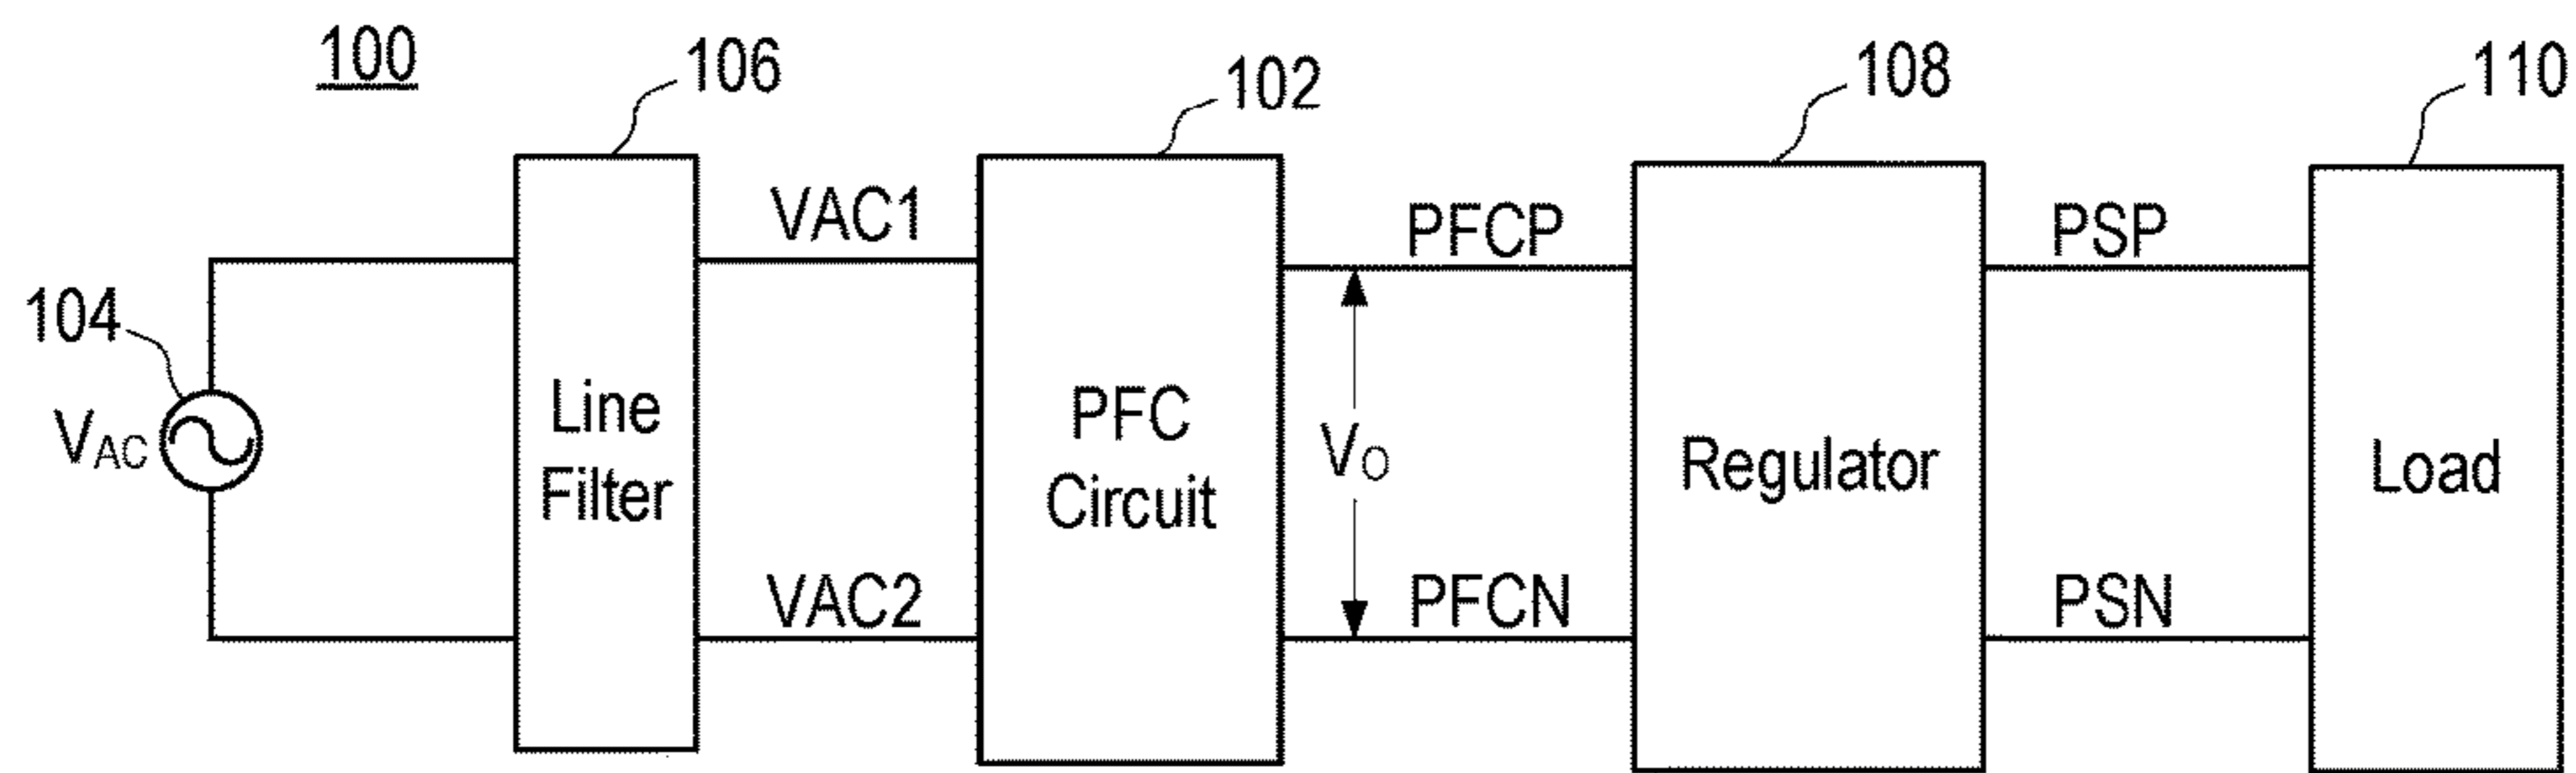 100
106
102
108
110
VAC1
PFCP
PSP
104
VAC
Line
Filter
PFC
Circuit
VO
Regulator
Load
VAC2
PFCN
PSN